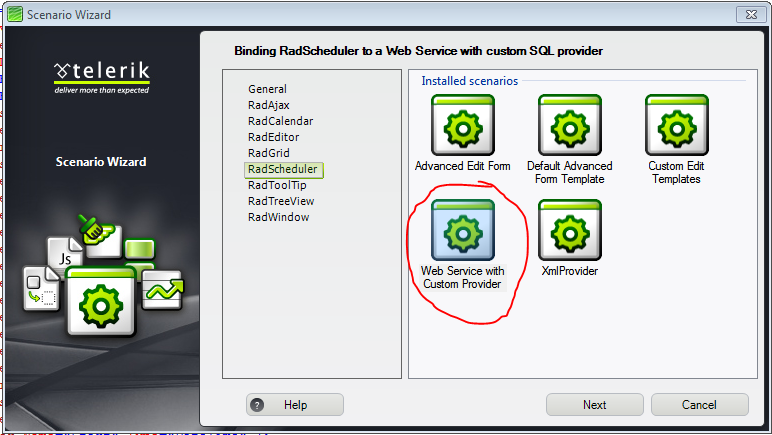 Scenario Wizard
telerik
deliver more than expected
Scenario Wizard
Js
Binding RadScheduler to a Web Service with custom SQL provider
General
RadAjax
RadCalendar
RadEditor
RadGrid
RadScheduler
RadToolTip
RadTreeView
RadWindow
Installed scenarios
Advanced Edit Form
Default Advanced
Form Template
Custom Edit
Templates
Web Service with
Custom Provider
XmlProvider
? Help
Next
Cancel